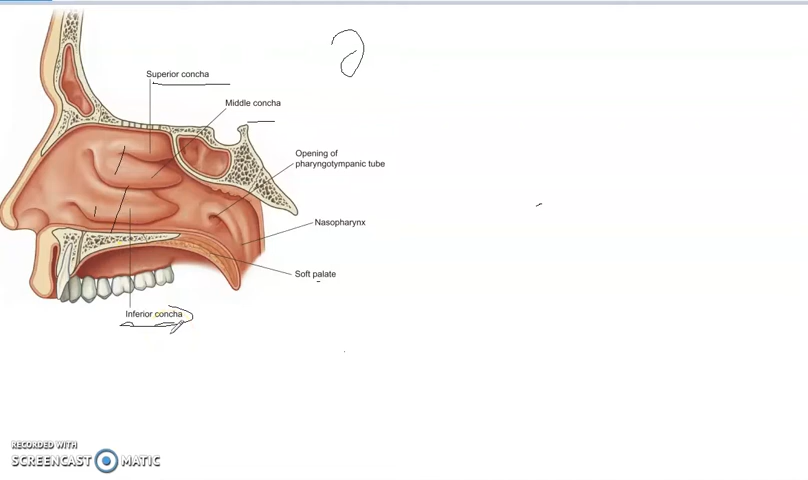 Superior concha
Middle concha
Opening of
pharyngotympanic tube
Nasopharynx
Soft palate
Inferior concha
RECORDED WITH
SCREENCAST MATIC